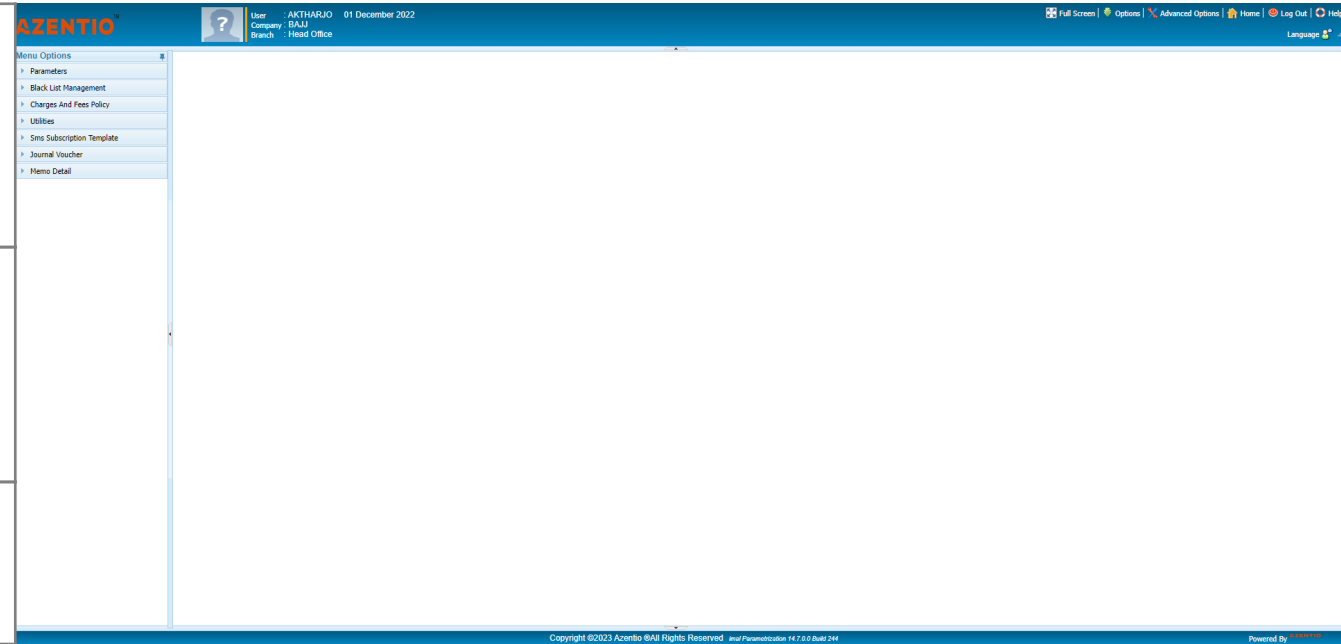 AZENTIO™
?
User : AKTHARJO 01 December 2022
Company : BAJJ
Branch : Head Office
Full Screen | Options | Advanced Options | Home | Log Out | Help
Language
Menu Options
Parameters
Black List Management
Charges And Fees Policy
Utilities
Sms Subscription Template
Journal Voucher
Memo Detail
Copyright ©2023 Azentio ®All Rights Reserved imal Parametrization 14.7.0.0 Build 244
Powered By AZENTIO